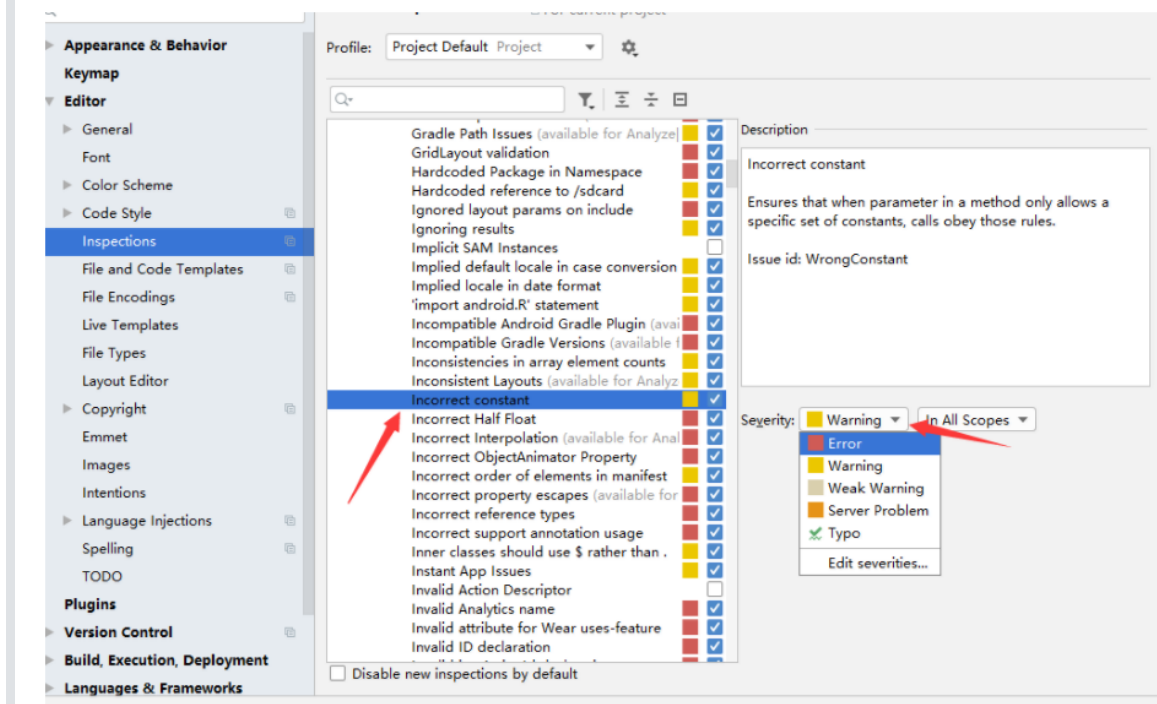 For current project
Appearance & Behavior
Keymap
Editor
General
Font
Color Scheme
Code Style
Inspections
File and Code Templates
File Encodings
Live Templates
File Types
Layout Editor
Copyright
Emmet
Images
Intentions
Language Injections
Spelling
TODO
Plugins
Version Control
Build, Execution, Deployment
Languages & Frameworks
Profile: Project Default Project
Gradle Path Issues (available for Analyze|
GridLayout validation
Hardcoded Package in Namespace
Hardcoded reference to /sdcard
Ignored layout params on include
Ignoring results
Implicit SAM Instances
Implied default locale in case conversion
Implied locale in date format
'import android.R' statement
Incompatible Android Gradle Plugin (avai
Incompatible Gradle Versions (available f
Inconsistencies in array element counts
Inconsistent Layouts (available for Analyz
Incorrect constant
Incorrect Half Float
Incorrect Interpolation (available for Anal
Incorrect ObjectAnimator Property
Incorrect order of elements in manifest
Incorrect property escapes (available for
Incorrect reference types
Incorrect support annotation usage
Inner classes should use $ rather than .
Instant App Issues
Invalid Action Descriptor
Invalid Analytics name
Invalid attribute for Wear uses-feature
Invalid ID declaration
Disable new inspections by default
Description
Incorrect constant
Ensures that when parameter in a method only allows a
specific set of constants, calls obey those rules.
Issue id: WrongConstant
Severity: Warning In All Scopes
Error
Warning
Weak Warning
Server Problem
Typo
Edit severities...